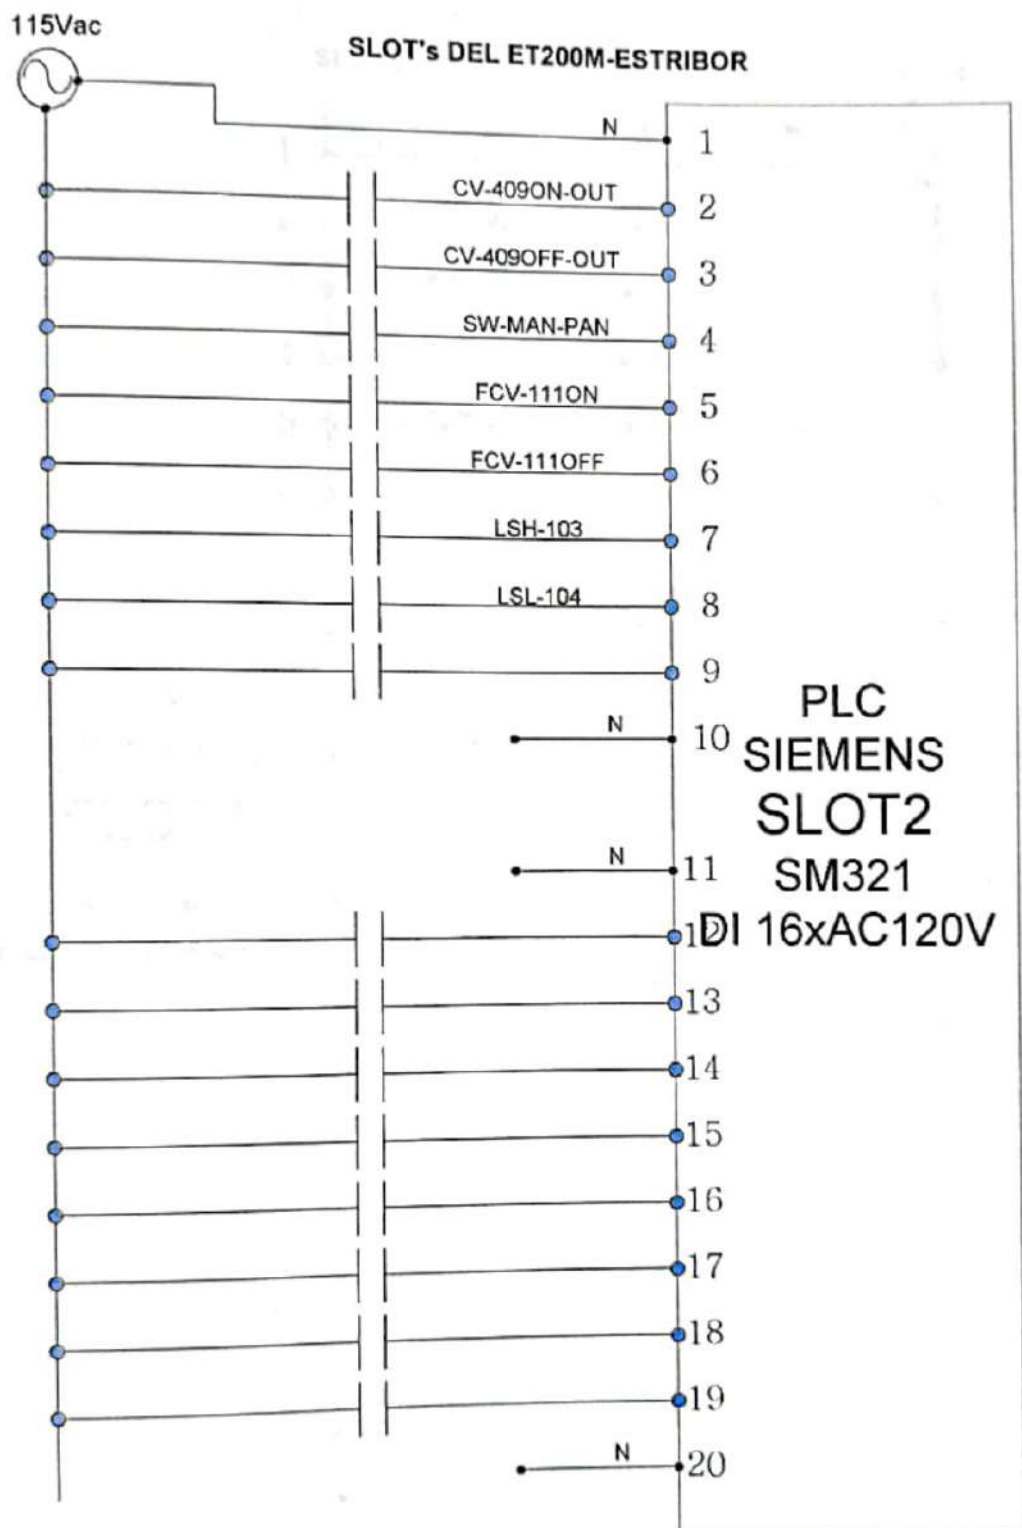 115Vac
SLOT's DEL ET200M-ESTRIBOR
N
1
CV-409ON-OUT
2
CV-409OFF-OUT
3
SW-MAN-PAN
4
FCV-111ON
5
FCV-111OFF
6
LSH-103
7
LSL-104
8
9
PLC
N
10
SIEMENS
SLOT2
N
11
SM321
12
DI 16xAC120V
13
14
15
16
17
18
19
N
20